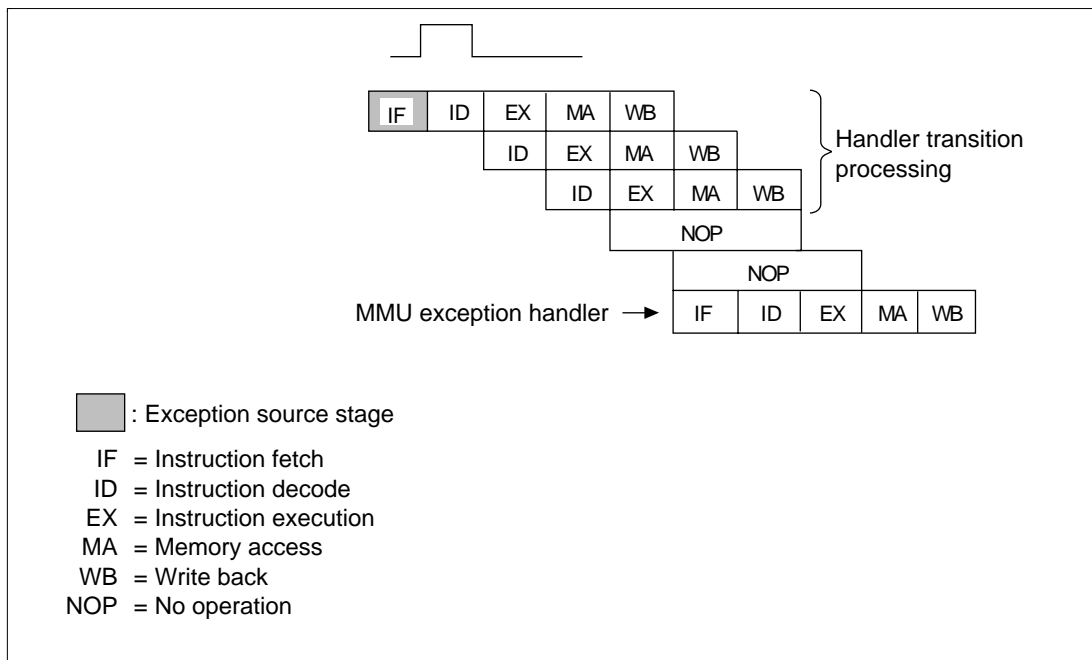 IF ID EX MA WB
ID EX MA WB
Handler transition
processing
ID EX MA WB
NOP
NOP
MMU exception handler IF ID EX MA WB
: Exception source stage
IF = Instruction fetch
ID = Instruction decode
EX = Instruction execution
MA = Memory access
WB = Write back
NOP = No operation